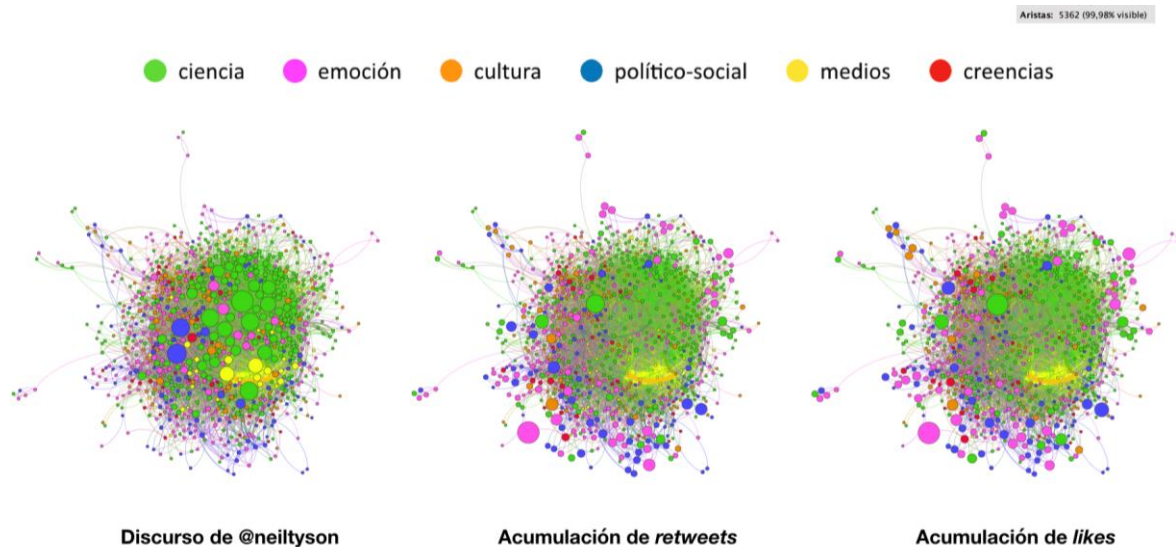 Aristas: 5362 (99,98% visible)
ciencia emoción cultura político-social medios creencias
Discurso de @neiltyson Acumulación de retweets Acumulación de likes